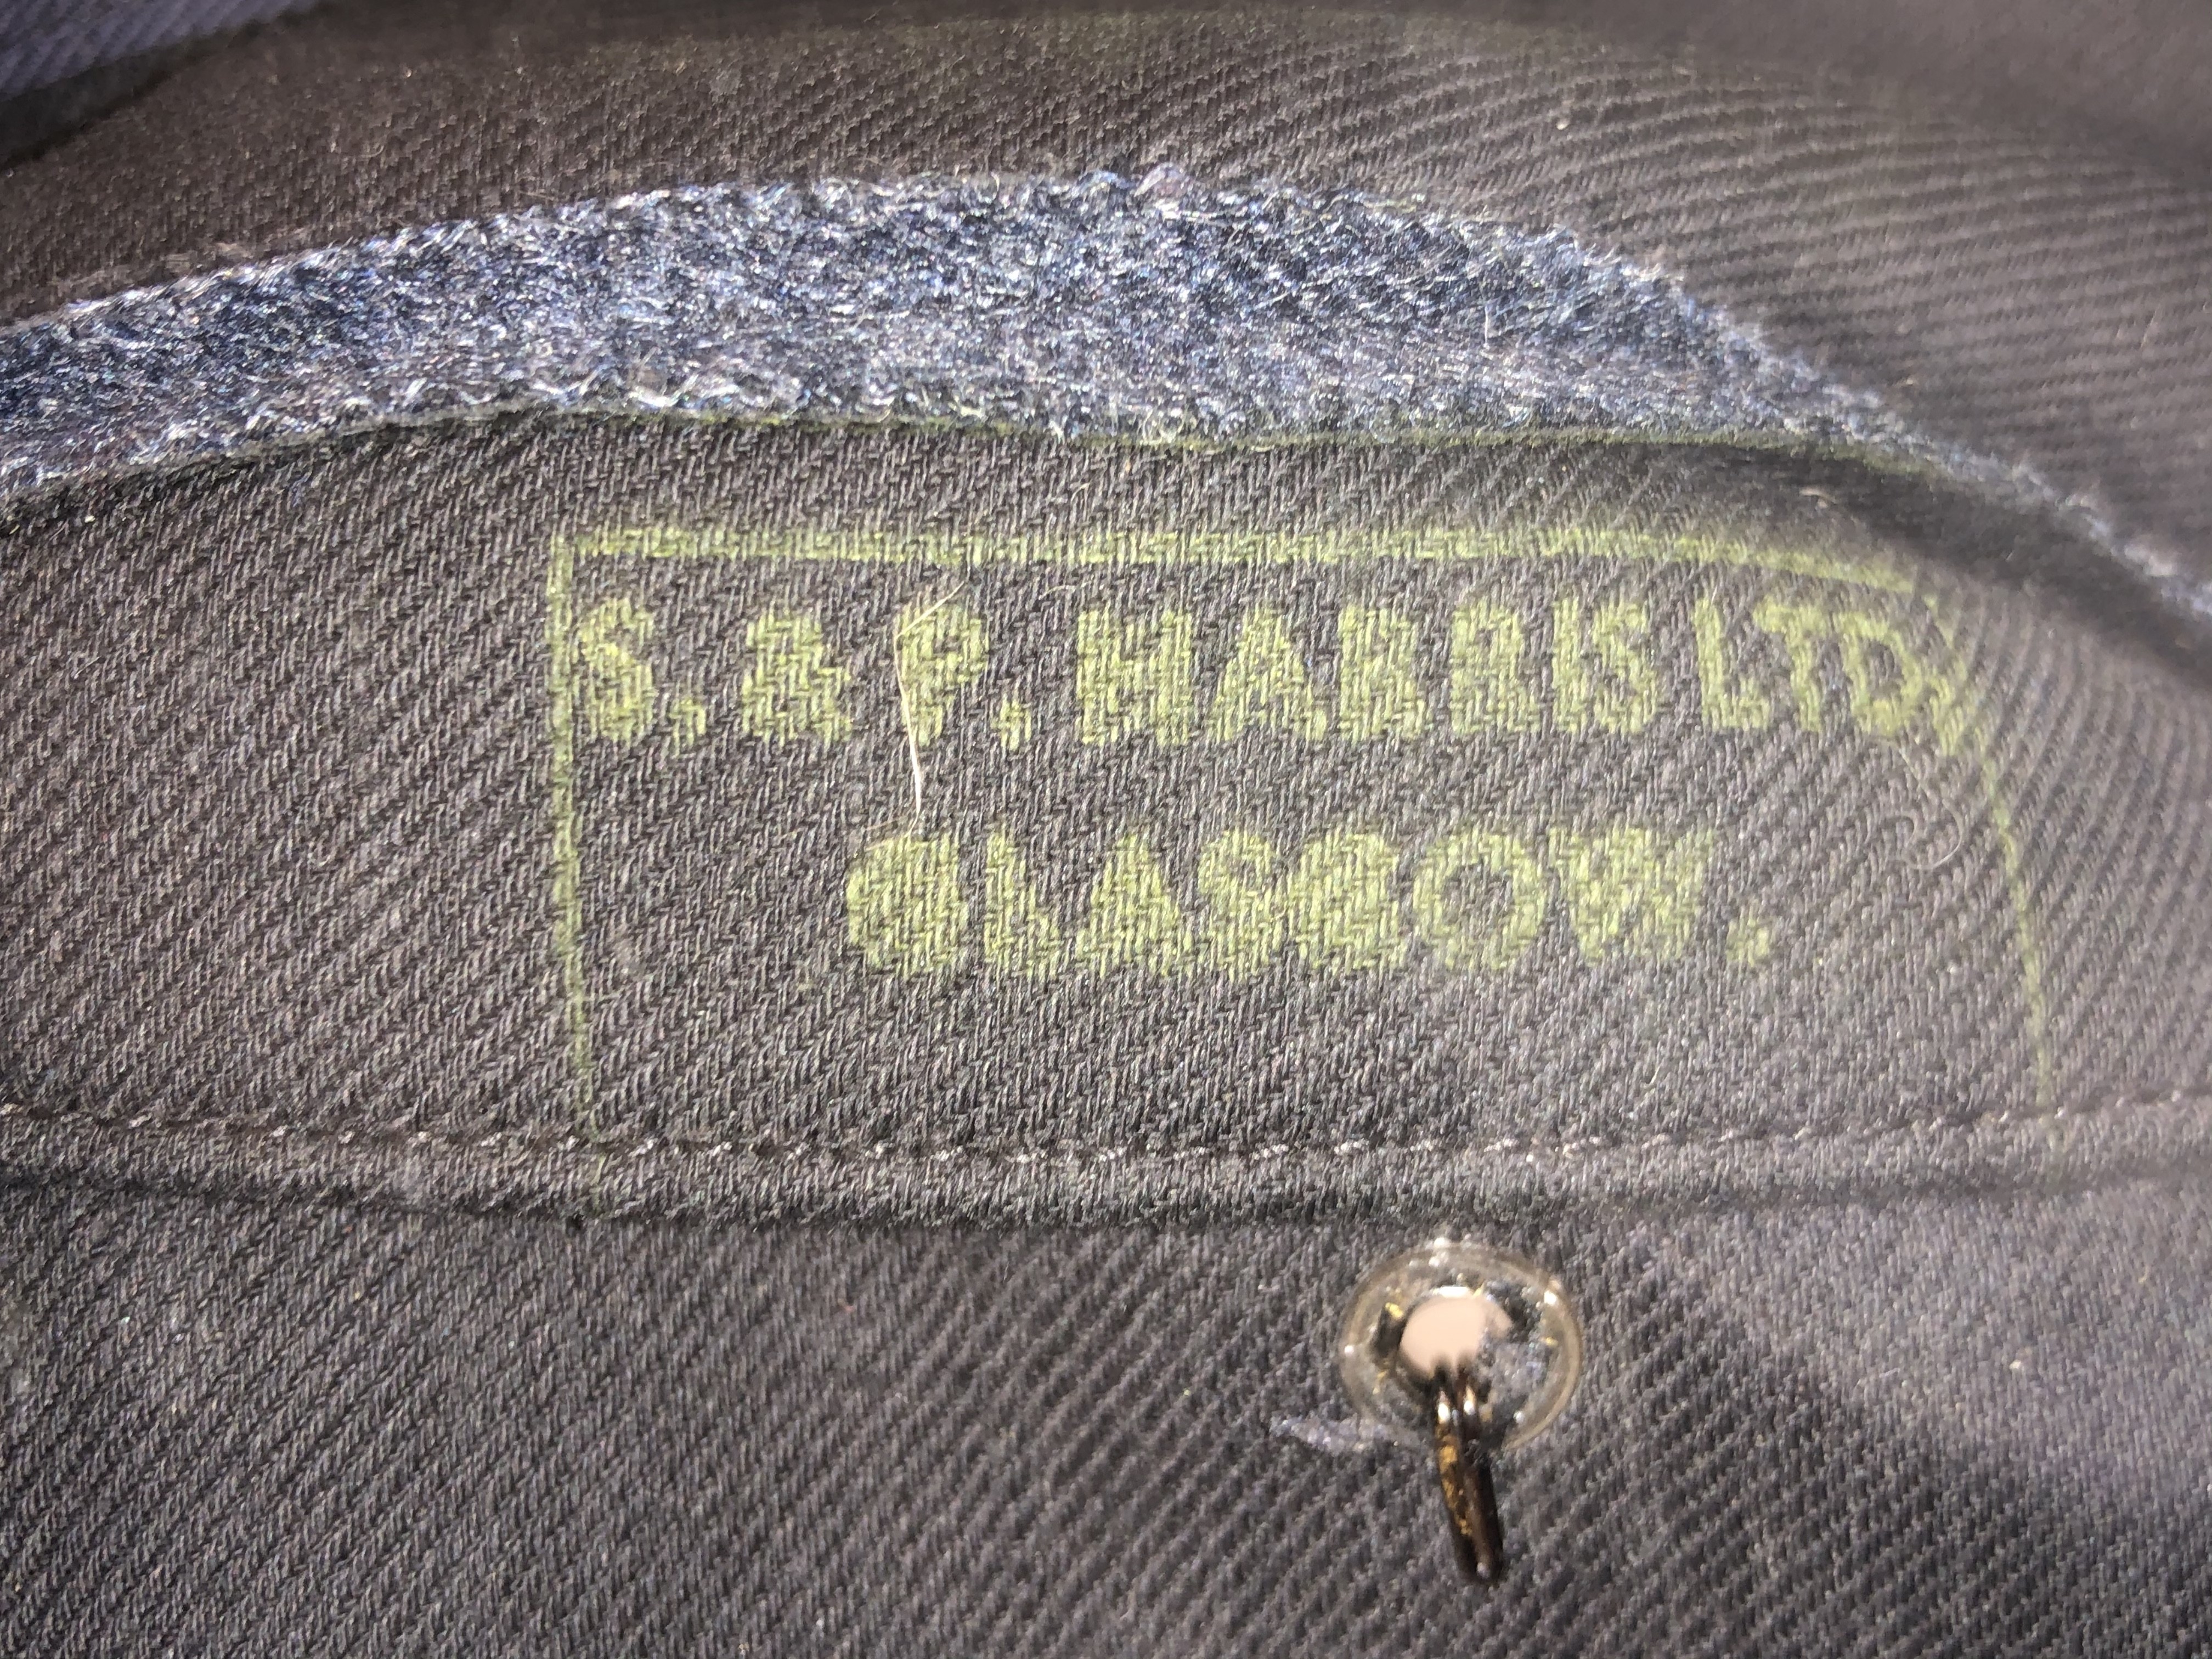 S. & P. HARRIS LTD.
GLASGOW.